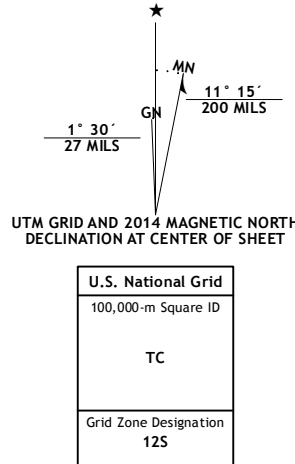 ★
MN
GN
11° 15´
200 MILS
1° 30´
27 MILS
UTM GRID AND 2014 MAGNETIC NORTH
DECLINATION AT CENTER OF SHEET
U.S. National Grid
100,000-m Square ID
TC
Grid Zone Designation
12S